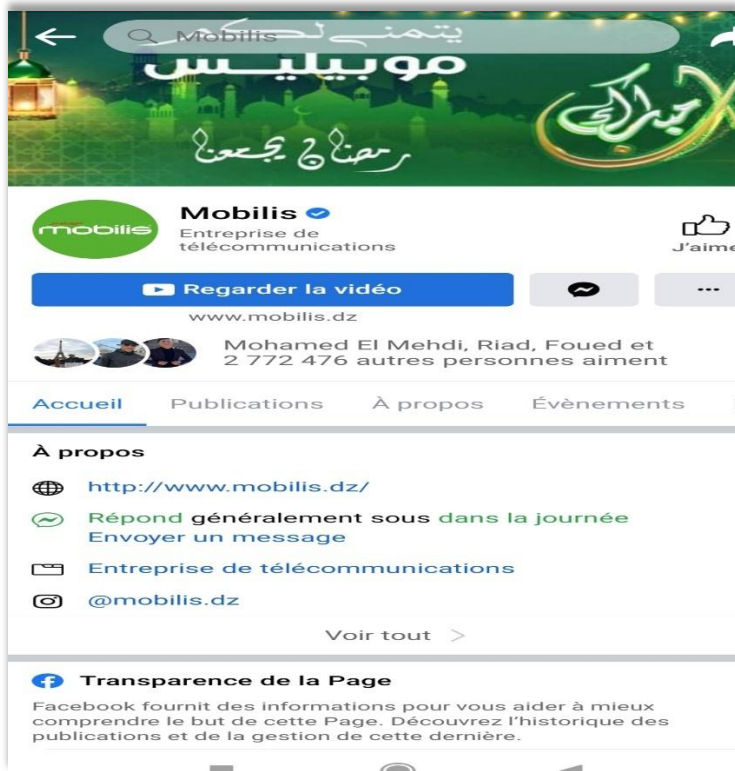 Mobilis
يتمنى لكم
موبيليس
رمضان يجمعنا
mobilis
Mobilis
Entreprise de
télécommunications
J'aime
Regarder la vidéo
www.mobilis.dz
Mohamed El Mehdi, Riad, Foued et
2 772 476 autres personnes aiment
Accueil Publications À propos Évènements
À propos
http://www.mobilis.dz/
Répond généralement sous dans la journée
Envoyer un message
Entreprise de télécommunications
@mobilis.dz
Voir tout >
Transparence de la Page
Facebook fournit des informations pour vous aider à mieux
comprendre le but de cette Page. Découvrez l'historique des
publications et de la gestion de cette dernière.